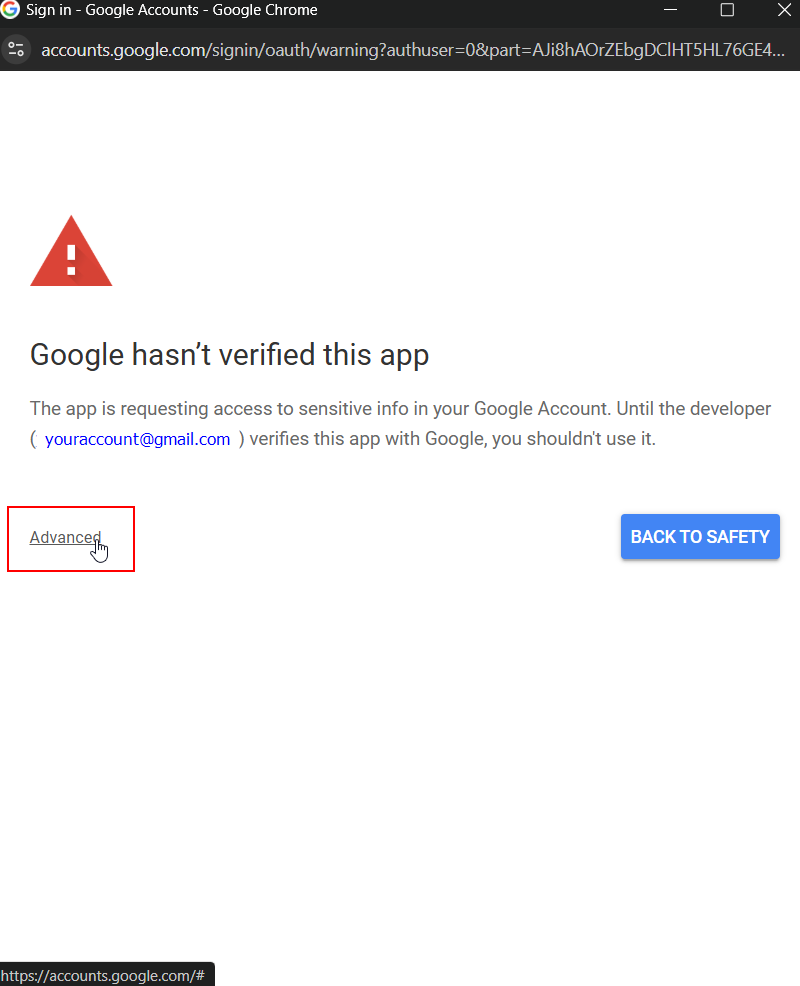 Sign in - Google Accounts - Google Chrome
accounts.google.com/signin/oauth/warning?authuser=0&part=AJi8hAOrZEbgDClHT5HL76GE4...
Google hasn’t verified this app
The app is requesting access to sensitive info in your Google Account. Until the developer
( youraccount@gmail.com ) verifies this app with Google, you shouldn't use it.
Advanced
BACK TO SAFETY
https://accounts.google.com/#